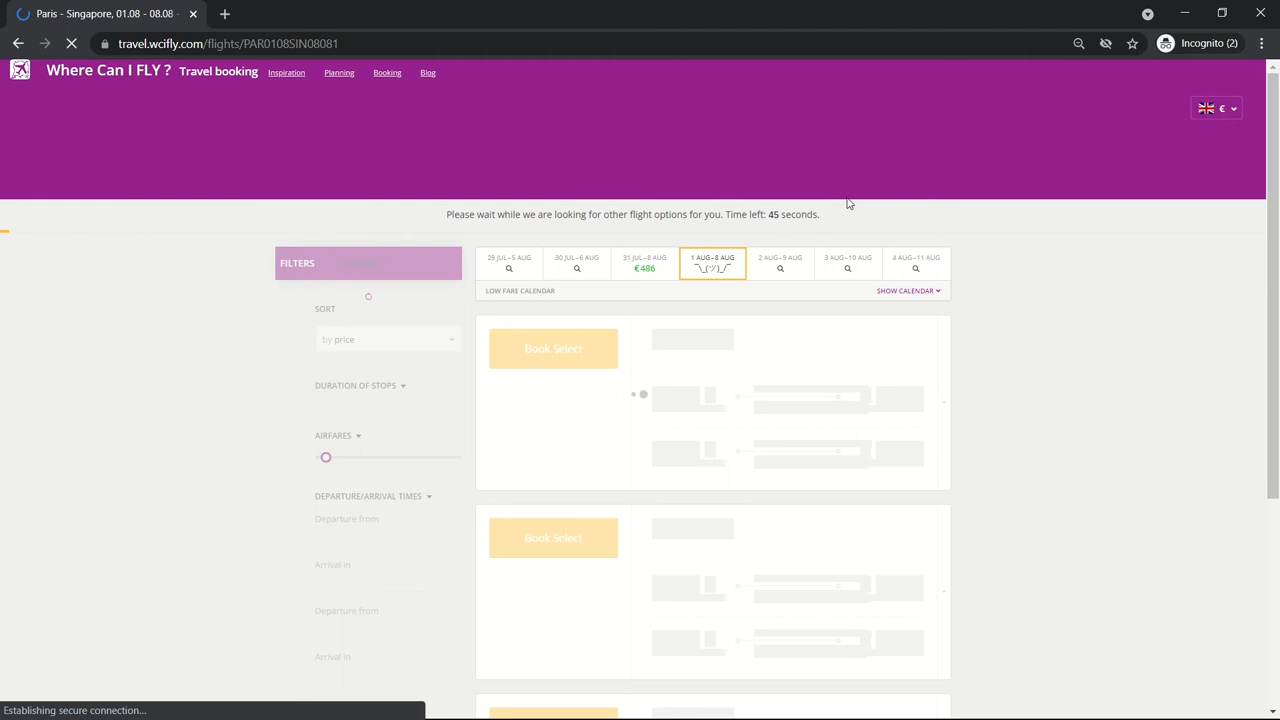 Paris - Singapore, 01.08 - 08.08 -
travel.wcifly.com/flights/PAR0108SIN08081
Incognito (2)
Where Can I FLY ? Travel booking Inspiration Planning Booking Blog
€
Please wait while we are looking for other flight options for you. Time left: 45 seconds.
FILTERS
29 JUL–5 AUG 30 JUL–6 AUG 31 JUL–8 AUG 1 AUG–8 AUG 2 AUG–9 AUG 3 AUG–10 AUG 4 AUG–11 AUG
€486 ¯\_(ツ)_/¯
LOW FARE CALENDAR SHOW CALENDAR
SORT
by price
Book Select
DURATION OF STOPS
AIRFARES
DEPARTURE/ARRIVAL TIMES
Departure from
Book Select
Arrival in
Departure from
Arrival in
Establishing secure connection...